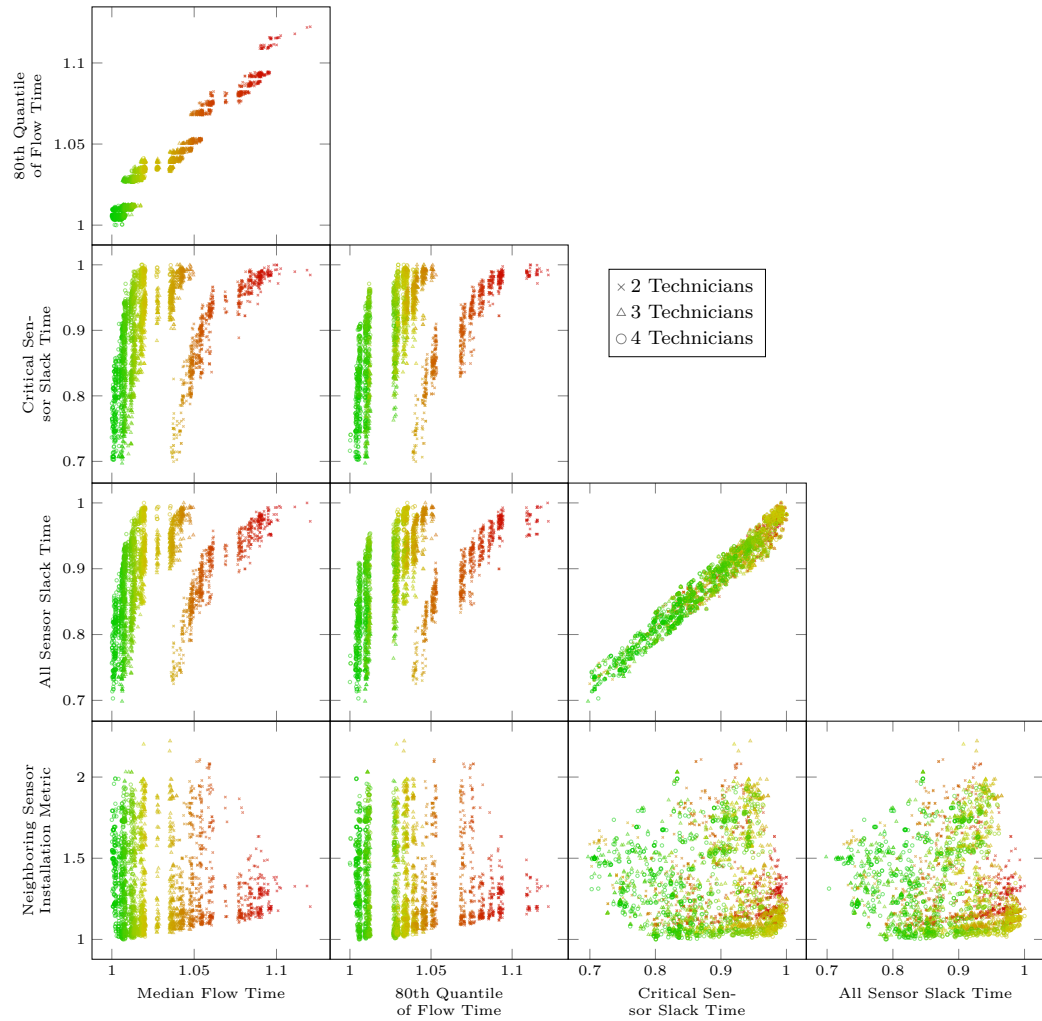 1.1
1.05
1
80th Quantile
of Flow Time
1
0.9
0.8
0.7
Critical Sen-
sor Slack Time
× 2 Technicians
△ 3 Technicians
○ 4 Technicians
1
0.9
0.8
0.7
All Sensor Slack Time
2
1.5
1
Neighboring Sensor
Installation Metric
1 1.05 1.1
1 1.05 1.1
0.7 0.8 0.9 1
0.7 0.8 0.9 1
Median Flow Time
80th Quantile
of Flow Time
Critical Sen-
sor Slack Time
All Sensor Slack Time